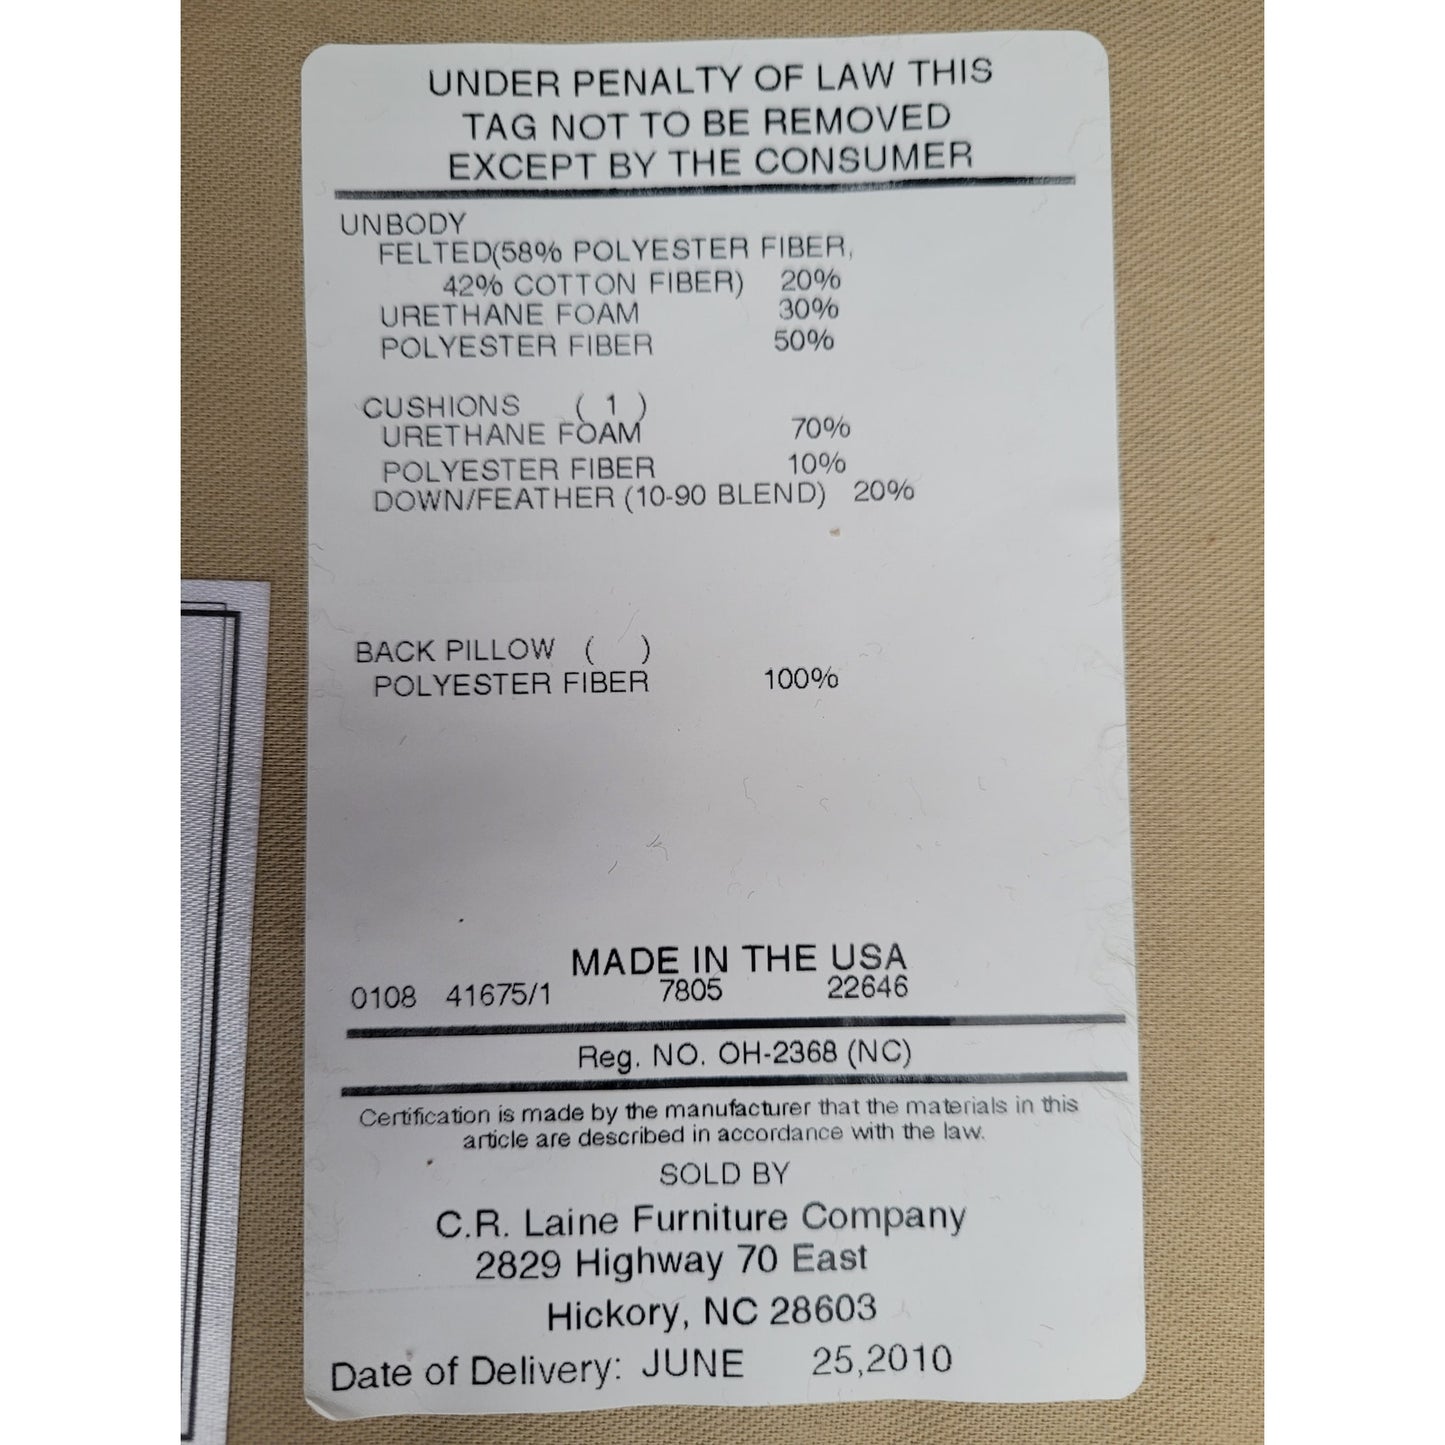 UNDER PENALTY OF LAW THIS
TAG NOT TO BE REMOVED
EXCEPT BY THE CONSUMER
UNBODY
FELTED(58% POLYESTER FIBER,
42% COTTON FIBER) 20%
URETHANE FOAM 30%
POLYESTER FIBER 50%
CUSHIONS ( 1 )
URETHANE FOAM 70%
POLYESTER FIBER 10%
DOWN/FEATHER (10-90 BLEND) 20%
BACK PILLOW ( )
POLYESTER FIBER 100%
MADE IN THE USA
0108 41675/1 7805 22646
Reg. NO. OH-2368 (NC)
Certification is made by the manufacturer that the materials in this
article are described in accordance with the law.
SOLD BY
C.R. Laine Furniture Company
2829 Highway 70 East
Hickory, NC 28603
Date of Delivery: JUNE 25,2010